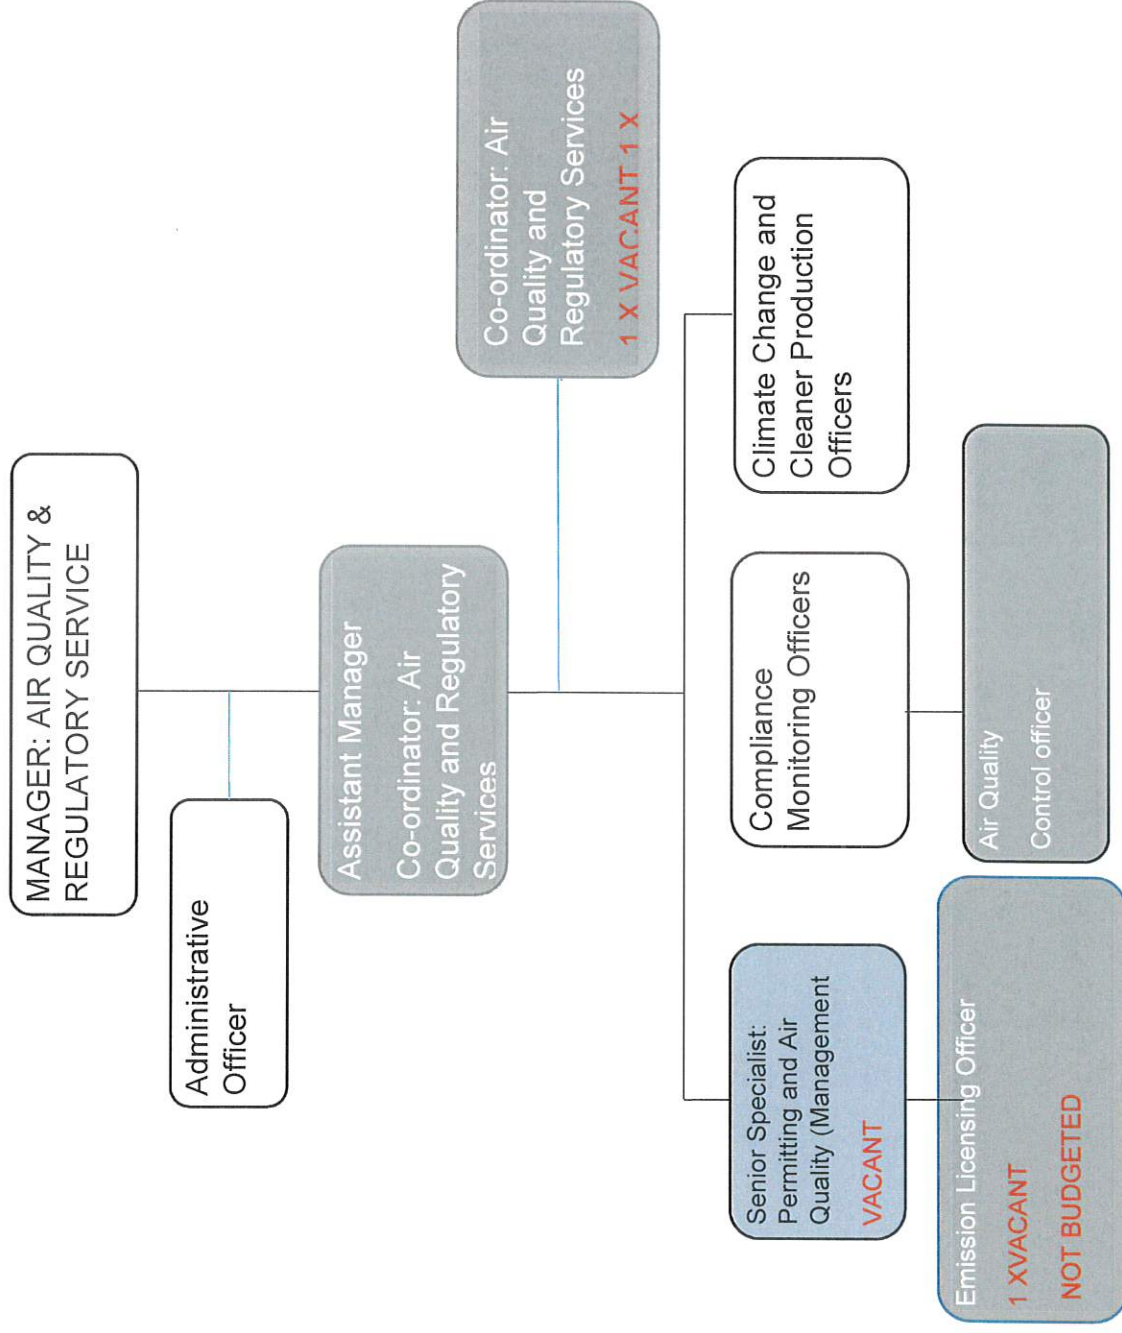 MANAGER: AIR QUALITY &
REGULATORY SERVICE
Administrative
Officer
Assistant Manager
Co-ordinator: Air
Quality and Regulatory
Services
Co-ordinator: Air
Quality and
Regulatory Services
1 X VACANT 1 X
Senior Specialist:
Permitting and Air
Quality (Management
VACANT
Compliance
Monitoring Officers
Climate Change and
Cleaner Production
Officers
Emission Licensing Officer
1 XVACANT
NOT BUDGETED
Air Quality
Control officer